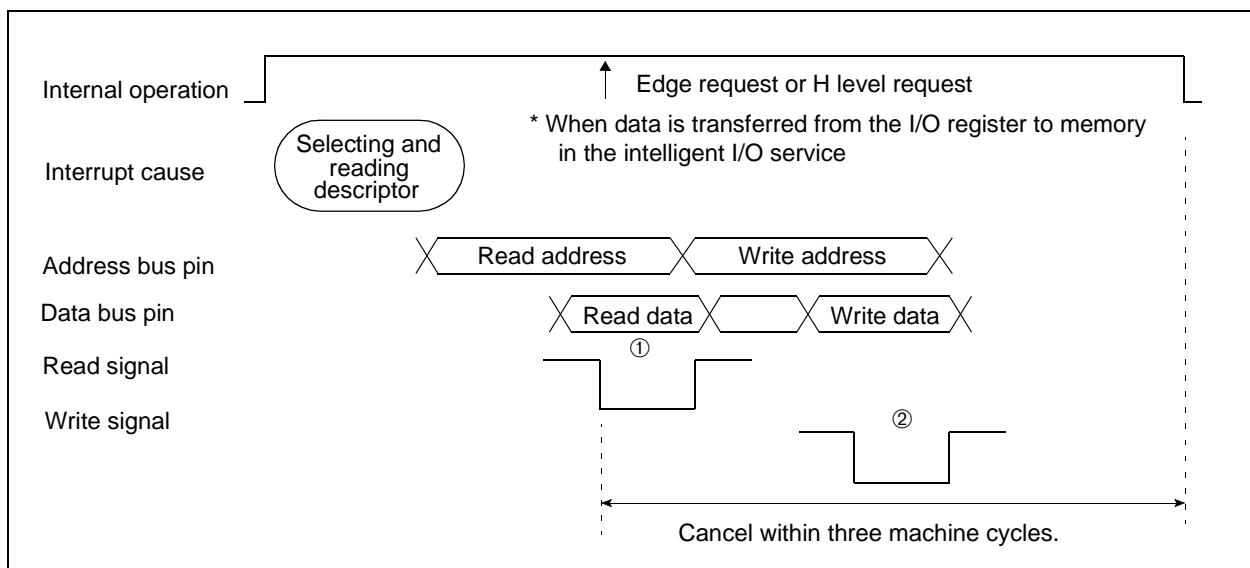 Internal operation
Edge request or H level request
* When data is transferred from the I/O register to memory
in the intelligent I/O service
Interrupt cause
Selecting and
reading
descriptor
Address bus pin
Read address
Write address
Data bus pin
Read data
Write data
Read signal
①
Write signal
②
Cancel within three machine cycles.